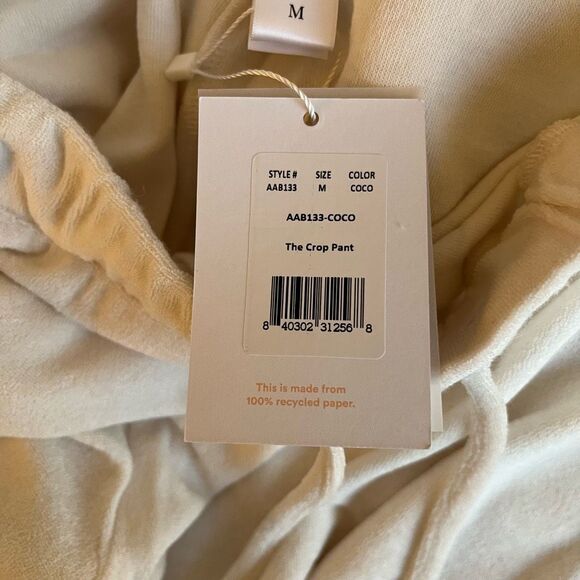 M
STYLE # SIZE COLOR
AAB133 M COCO
AAB133-COCO
The Crop Pant
8 40302 31256 8
This is made from
100% recycled paper.